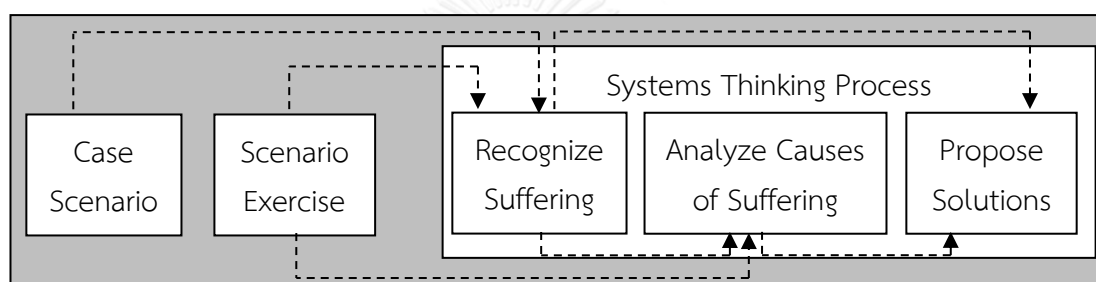 Systems Thinking Process
Case
Scenario
Scenario
Exercise
Recognize
Suffering
Analyze Causes
of Suffering
Propose
Solutions